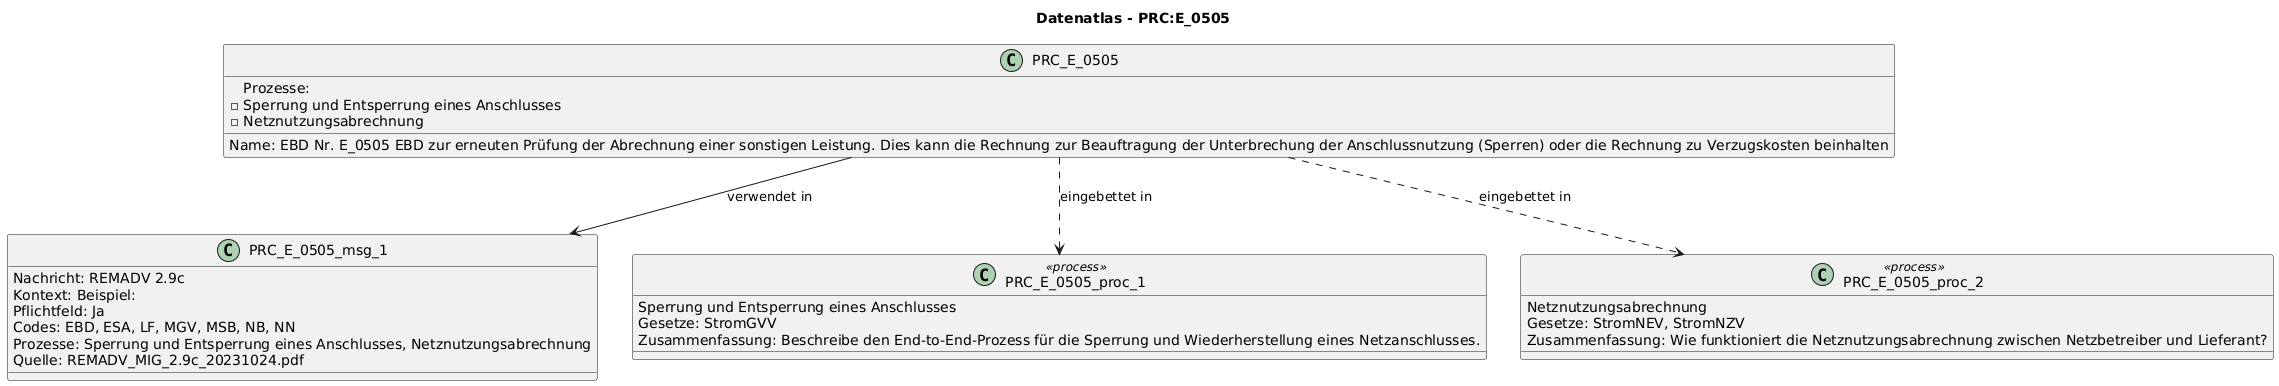 Datenatlas - PRC:E_0505
C PRC_E_0505
Prozesse:
Sperrung und Entsperrung eines Anschlusses
Netznutzungsabrechnung
Name: EBD Nr. E_0505 EBD zur erneuten Prüfung der Abrechnung einer sonstigen Leistung. Dies kann die Rechnung zur Beauftragung der Unterbrechung der Anschlussnutzung (Sperren) oder die Rechnung zu Verzugskosten beinhalten
verwendet in
eingebettet in
eingebettet in
C PRC_E_0505_msg_1
Nachricht: REMADV 2.9c
Kontext: Beispiel:
Pflichtfeld: Ja
Codes: EBD, ESA, LF, MGV, MSB, NB, NN
Prozesse: Sperrung und Entsperrung eines Anschlusses, Netznutzungsabrechnung
Quelle: REMADV_MIG_2.9c_20231024.pdf
«process»
C PRC_E_0505_proc_1
Sperrung und Entsperrung eines Anschlusses
Gesetze: StromGVV
Zusammenfassung: Beschreibe den End-to-End-Prozess für die Sperrung und Wiederherstellung eines Netzanschlusses.
«process»
C PRC_E_0505_proc_2
Netznutzungsabrechnung
Gesetze: StromNEV, StromNZV
Zusammenfassung: Wie funktioniert die Netznutzungsabrechnung zwischen Netzbetreiber und Lieferant?